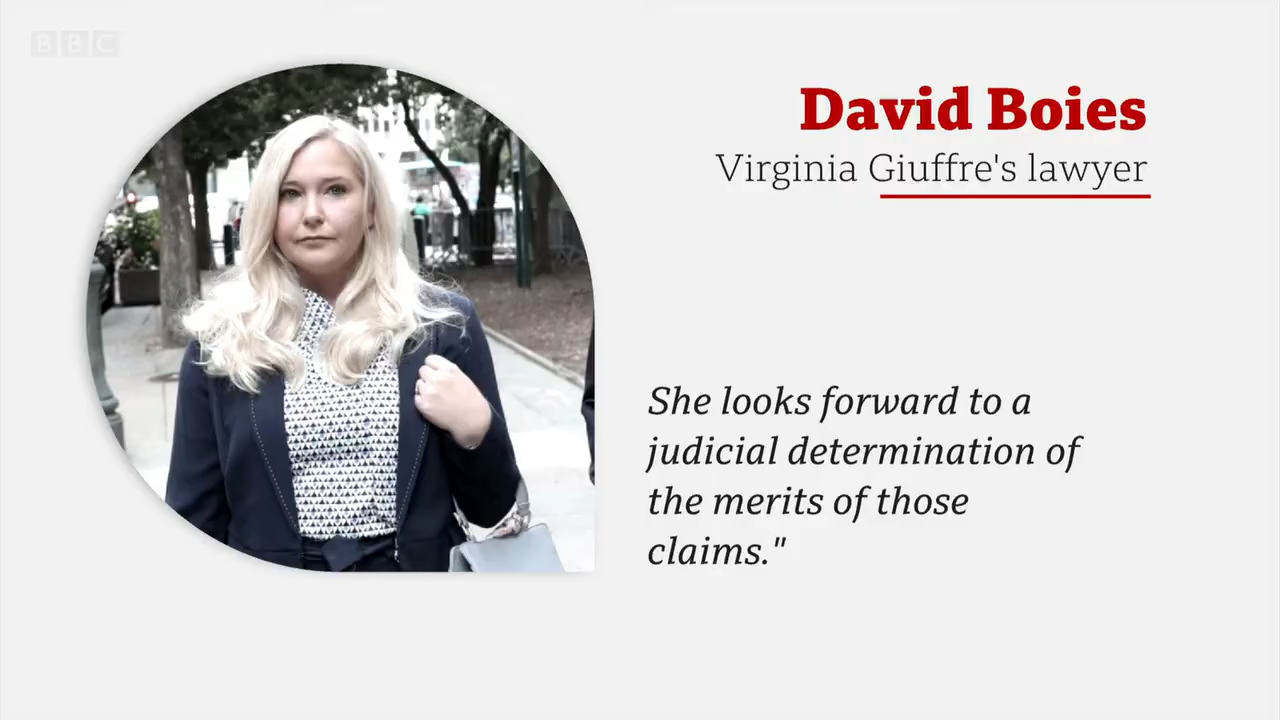 BBC
David Boies
Virginia Giuffre's lawyer
She looks forward to a
judicial determination of
the merits of those
claims."